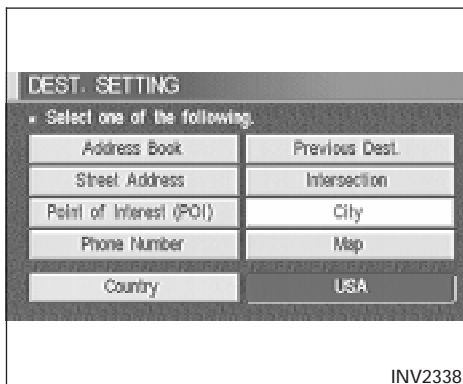 DEST. SETTING
Select one of the following.
Address Book Previous Dest.
Street Address Intersection
Point of Interest (POI) City
Phone Number Map
Country USA
INV2338